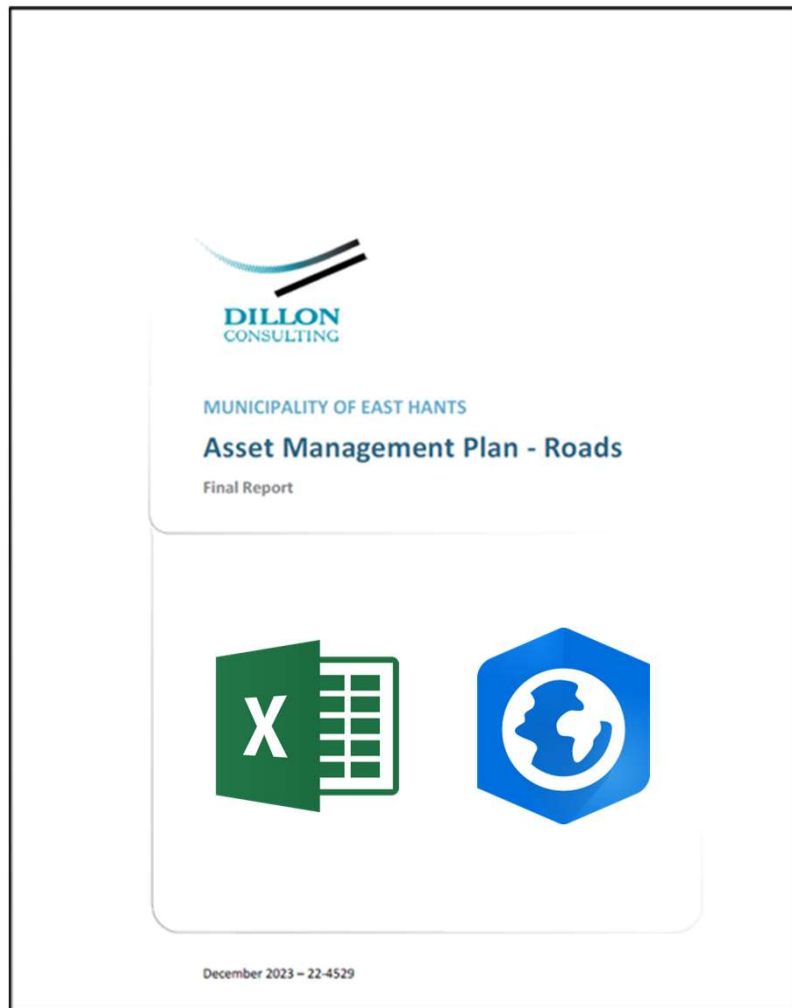 DILLON
CONSULTING
MUNICIPALITY OF EAST HANTS
Asset Management Plan - Roads
Final Report
X
December 2023 – 22-4529